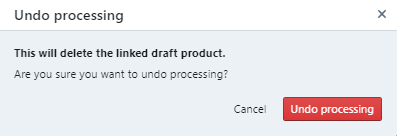 Undo processing
This will delete the linked draft product.
Are you sure you want to undo processing?
Cancel Undo processing